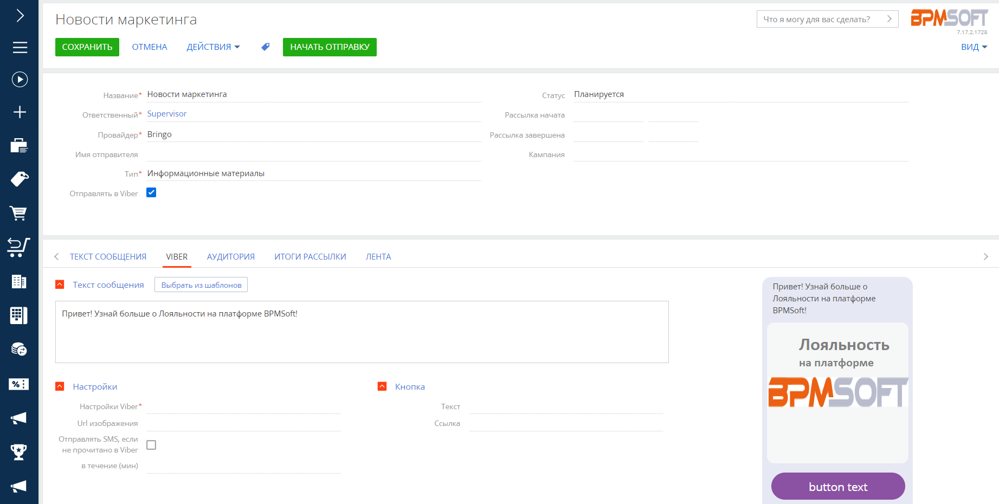 Новости маркетинга
Что я могу для вас сделать?
BPMSOFT
7.17.2.1728
СОХРАНИТЬ
ОТМЕНА
ДЕЙСТВИЯ
НАЧАТЬ ОТПРАВКУ
ВИД
Название* Новости маркетинга
Ответственный* Supervisor
Провайдер* Bringo
Имя отправителя
Тип* Информационные материалы
Отправлять в Viber
Статус Планируется
Рассылка начата
Рассылка завершена
Кампания
ТЕКСТ СООБЩЕНИЯ VIBER АУДИТОРИЯ ИТОГИ РАССЫЛКИ ЛЕНТА
Текст сообщения
Выбрать из шаблонов
Привет! Узнай больше о Лояльности на платформе BPMSoft!
Настройки
Настройки Viber*
Url изображения
Отправлять SMS, если
не прочитано в Viber
в течение (мин)
Кнопка
Текст
Ссылка
Привет! Узнай больше о
Лояльности на платформе
BPMSoft!
Лояльность
на платформе
BPMSOFT
button text
%